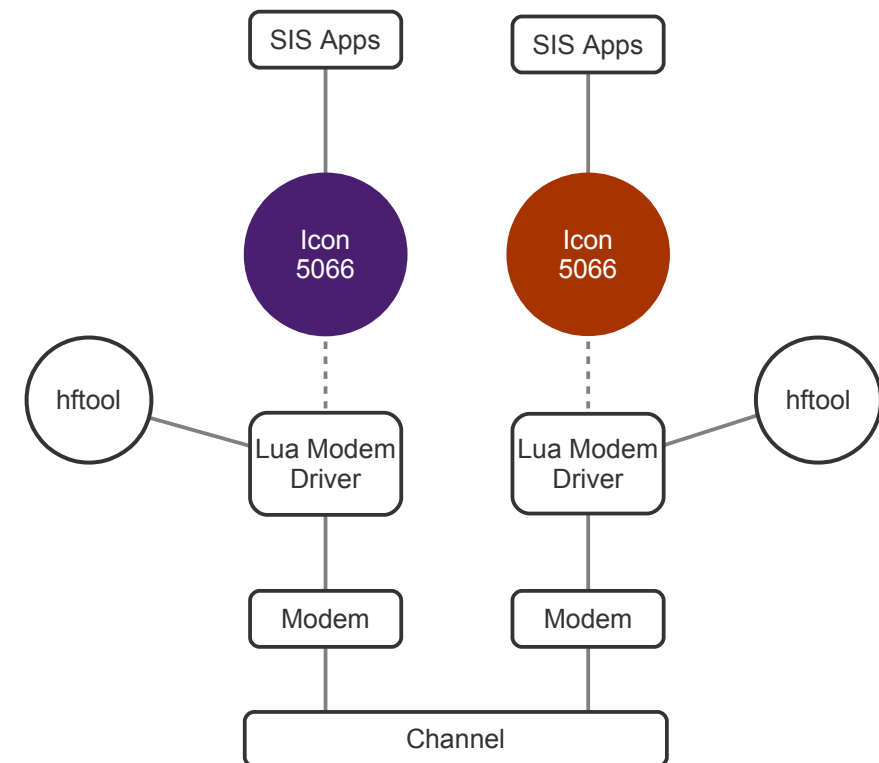 SIS Apps
SIS Apps
Icon
5066
Icon
5066
hftool
Lua Modem
Driver
Lua Modem
Driver
hftool
Modem
Modem
Channel